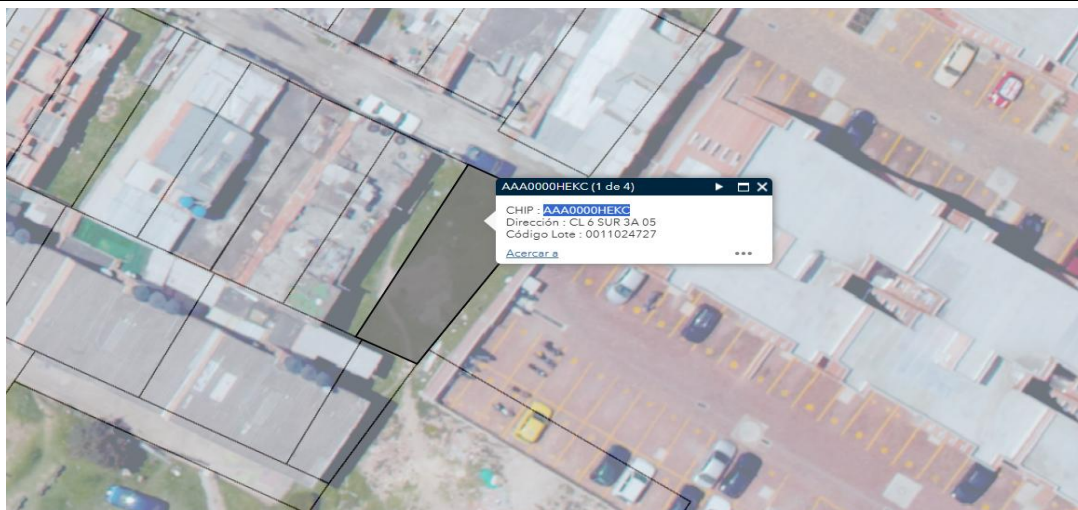 AAA0000HEKC (1 de 4)
CHIP : AAA0000HEKC
Dirección : CL 6 SUR 3A 05
Código Lote : 0011024727
Acercar a